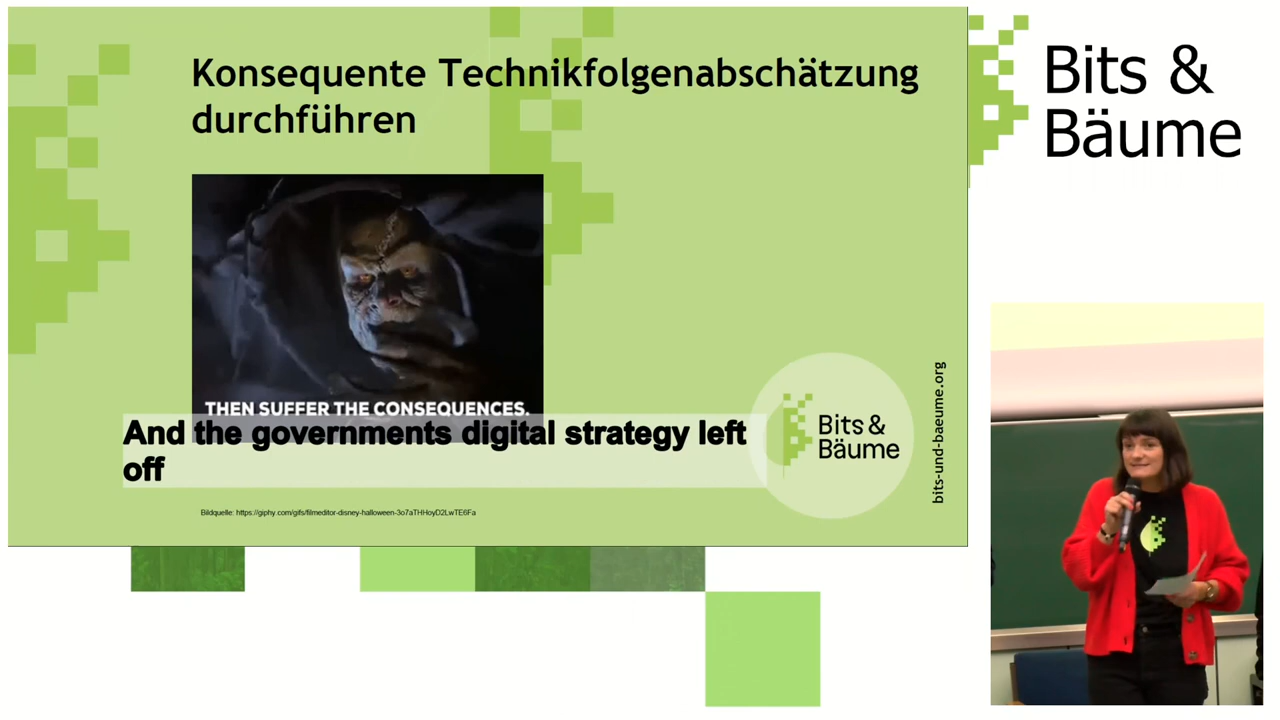 Konsequente Technikfolgenabschätzung
durchführen
THEN SUFFER THE CONSEQUENCES.
And the governments digital strategy left
off
Bildquelle: https://giphy.com/gifs/filmeditor-disney-halloween-3o7aTHHoyD2LwTE6Fa
Bits &
Bäume
bits-und-baeume.org
Bits &
Bäume